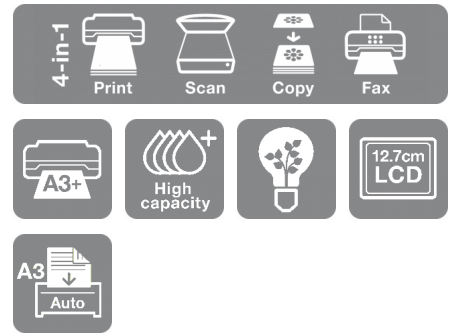 4-in-1
Print
Scan
Copy
Fax
A3+
High
capacity
12.7cm
LCD
A3
Auto